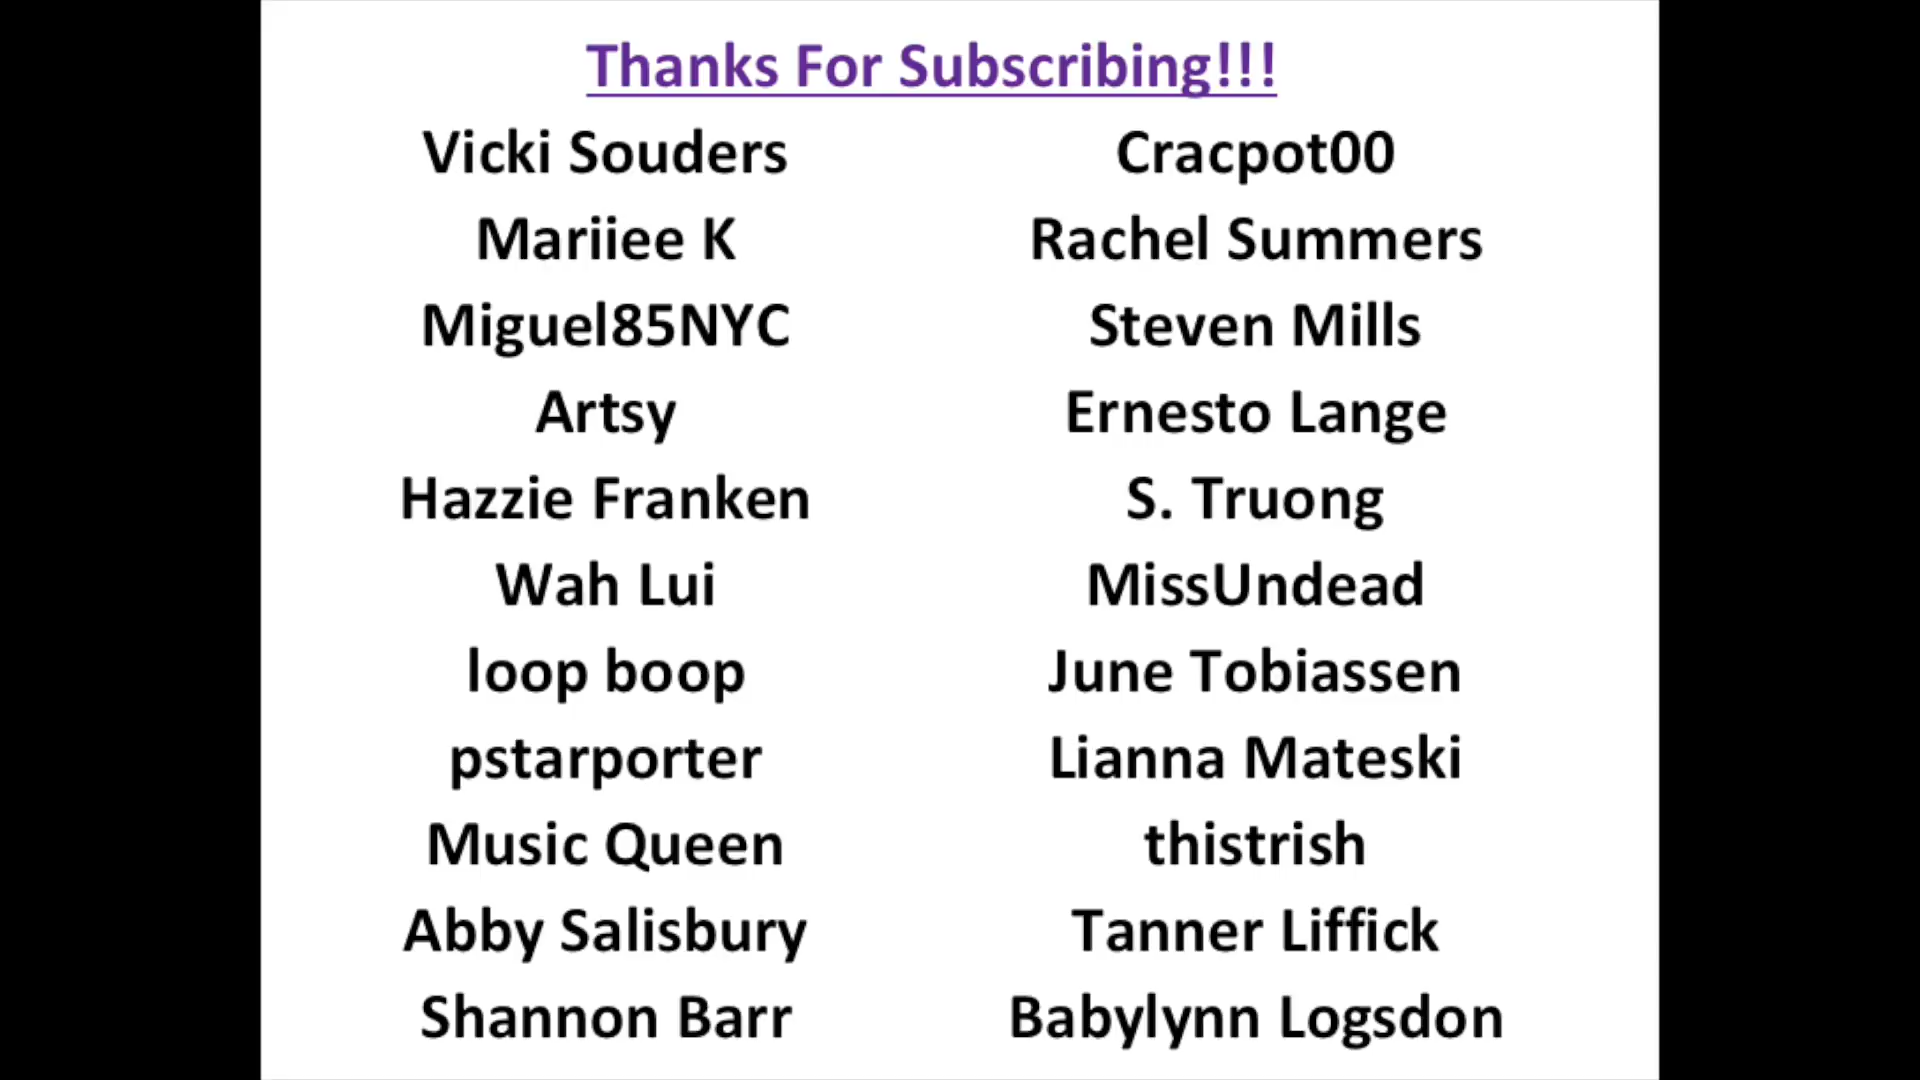 Thanks For Subscribing!!!
Vicki Souders Cracpot00
Mariiee K Rachel Summers
Miguel85NYC Steven Mills
Artsy Ernesto Lange
Hazzie Franken S. Truong
Wah Lui MissUndead
loop boop June Tobiassen
pstarporter Lianna Mateski
Music Queen thistrish
Abby Salisbury Tanner Liffick
Shannon Barr Babylynn Logsdon